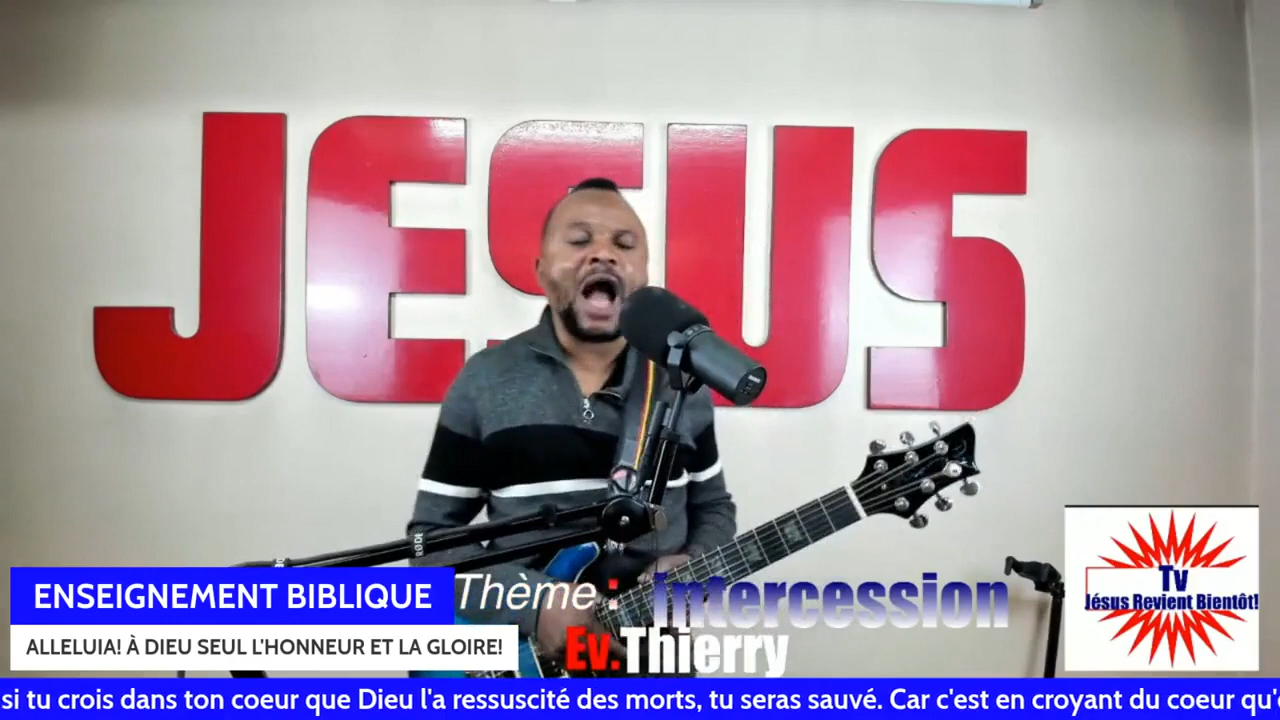 JESUS
RØDE
ENSEIGNEMENT BIBLIQUE
Thème : intercession
ALLELUIA! À DIEU SEUL L'HONNEUR ET LA GLOIRE!
Ev.Thierry
Tv
Jésus Revient Bientôt!
si tu crois dans ton coeur que Dieu l'a ressuscité des morts, tu seras sauvé. Car c'est en croyant du coeur qu'